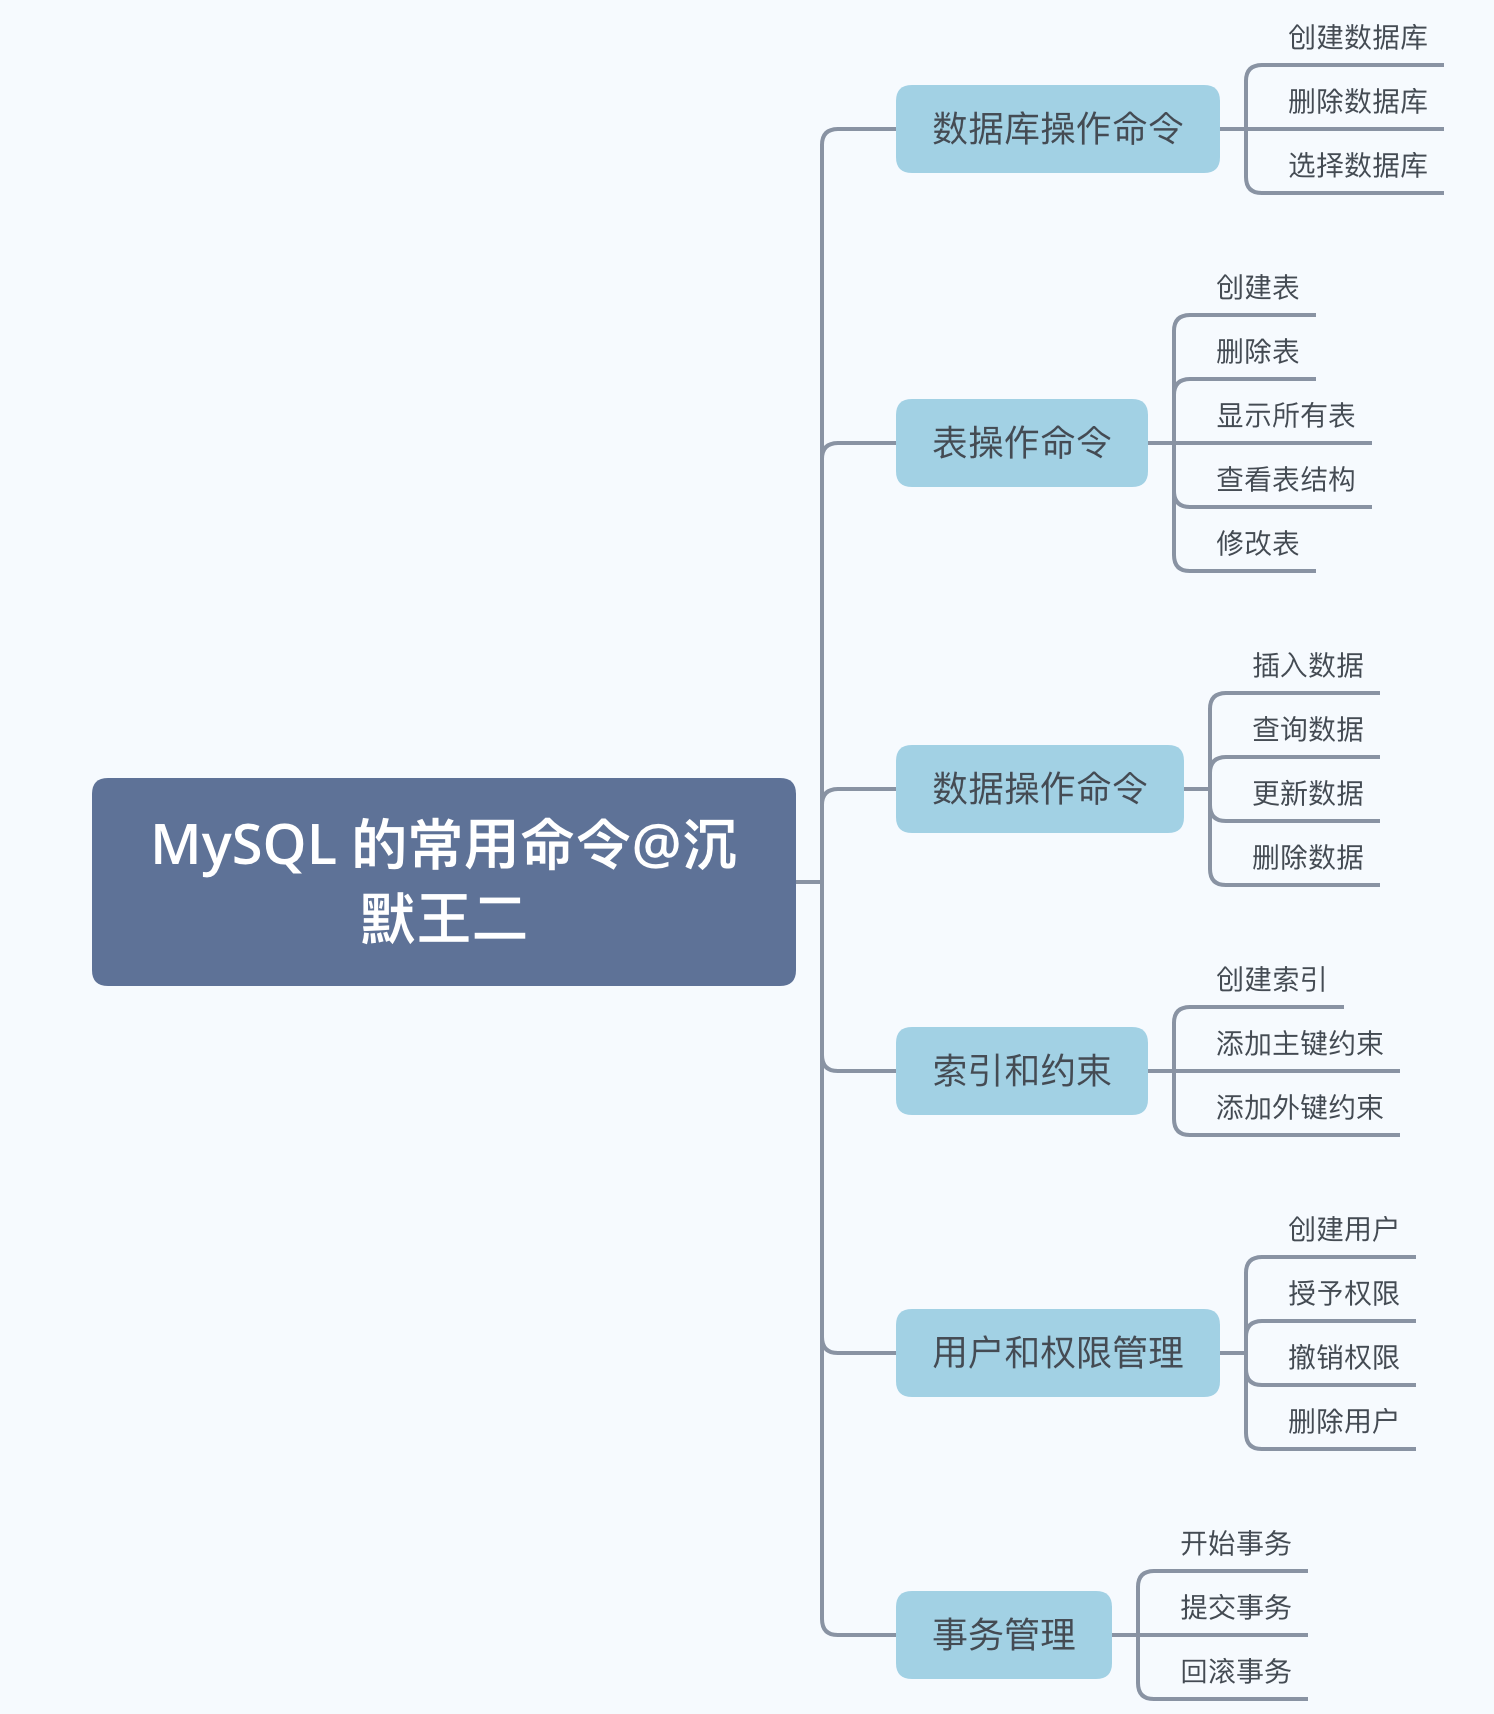 MySQL 的常用命令@沉
默王二
数据库操作命令
创建数据库
删除数据库
选择数据库
表操作命令
创建表
删除表
显示所有表
查看表结构
修改表
数据操作命令
插入数据
查询数据
更新数据
删除数据
索引和约束
创建索引
添加主键约束
添加外键约束
用户和权限管理
创建用户
授予权限
撤销权限
删除用户
事务管理
开始事务
提交事务
回滚事务